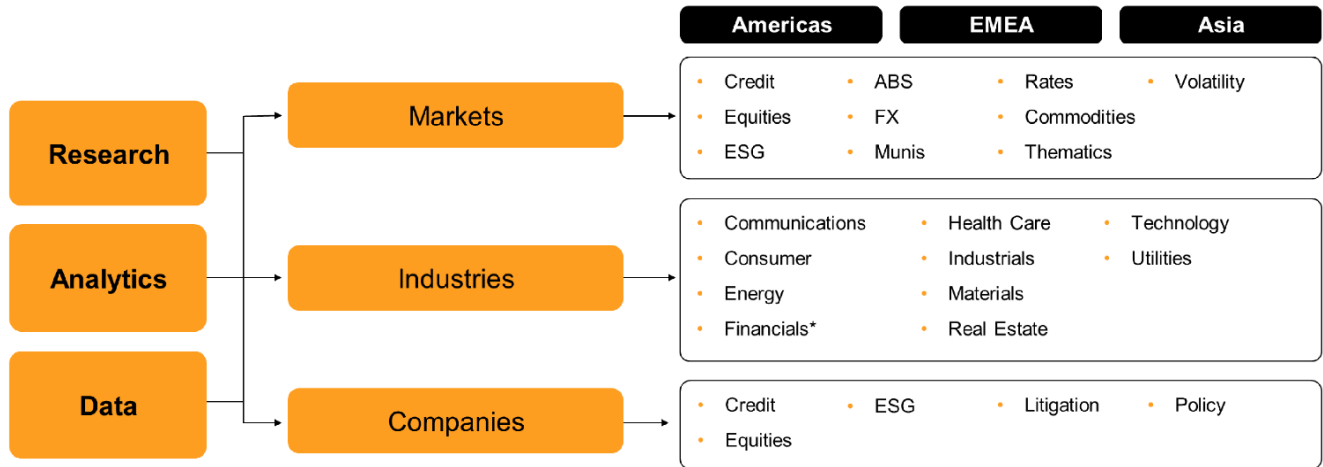 Americas
EMEA
Asia
Research
Analytics
Data
Markets
Industries
Companies
• Credit • ABS • Rates • Volatility
• Equities • FX • Commodities
• ESG • Munis • Thematics
• Communications • Health Care • Technology
• Consumer • Industrials • Utilities
• Energy • Materials
• Financials* • Real Estate
• Credit • ESG • Litigation • Policy
• Equities